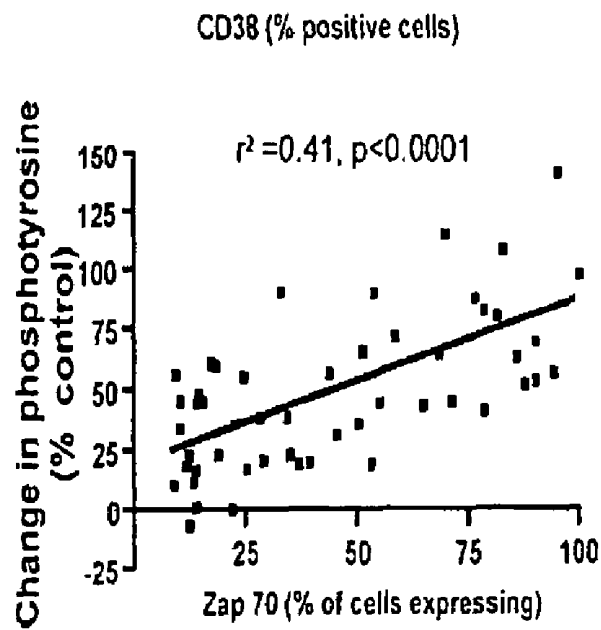 CD38 (% positive cells)
r² =0.41, p<0.0001
Change in phosphotyrosine
(% control)
150
125
100
75
50
25
0
-25
25
50
75
100
Zap 70 (% of cells expressing)